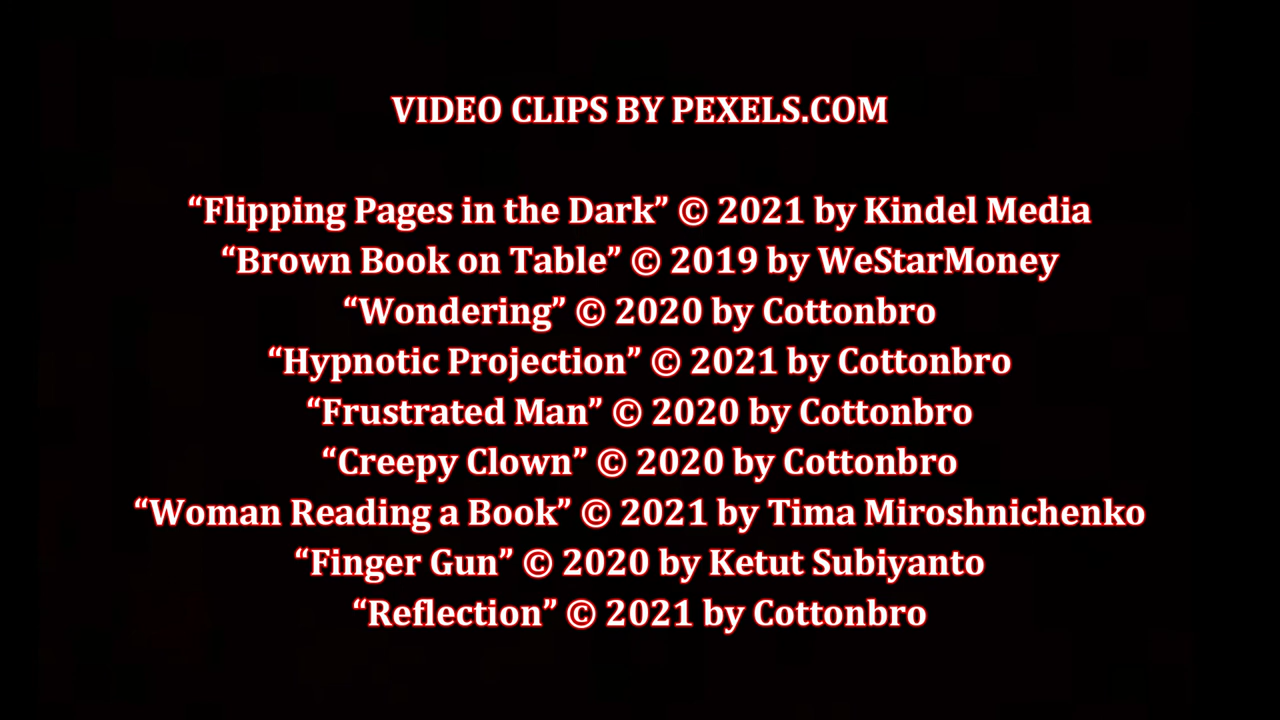 VIDEO CLIPS BY PEXELS.COM
“Flipping Pages in the Dark” © 2021 by Kindel Media
“Brown Book on Table” © 2019 by WeStarMoney
“Wondering” © 2020 by Cottonbro
“Hypnotic Projection” © 2021 by Cottonbro
“Frustrated Man” © 2020 by Cottonbro
“Creepy Clown” © 2020 by Cottonbro
“Woman Reading a Book” © 2021 by Tima Miroshnichenko
“Finger Gun” © 2020 by Ketut Subiyanto
“Reflection” © 2021 by Cottonbro